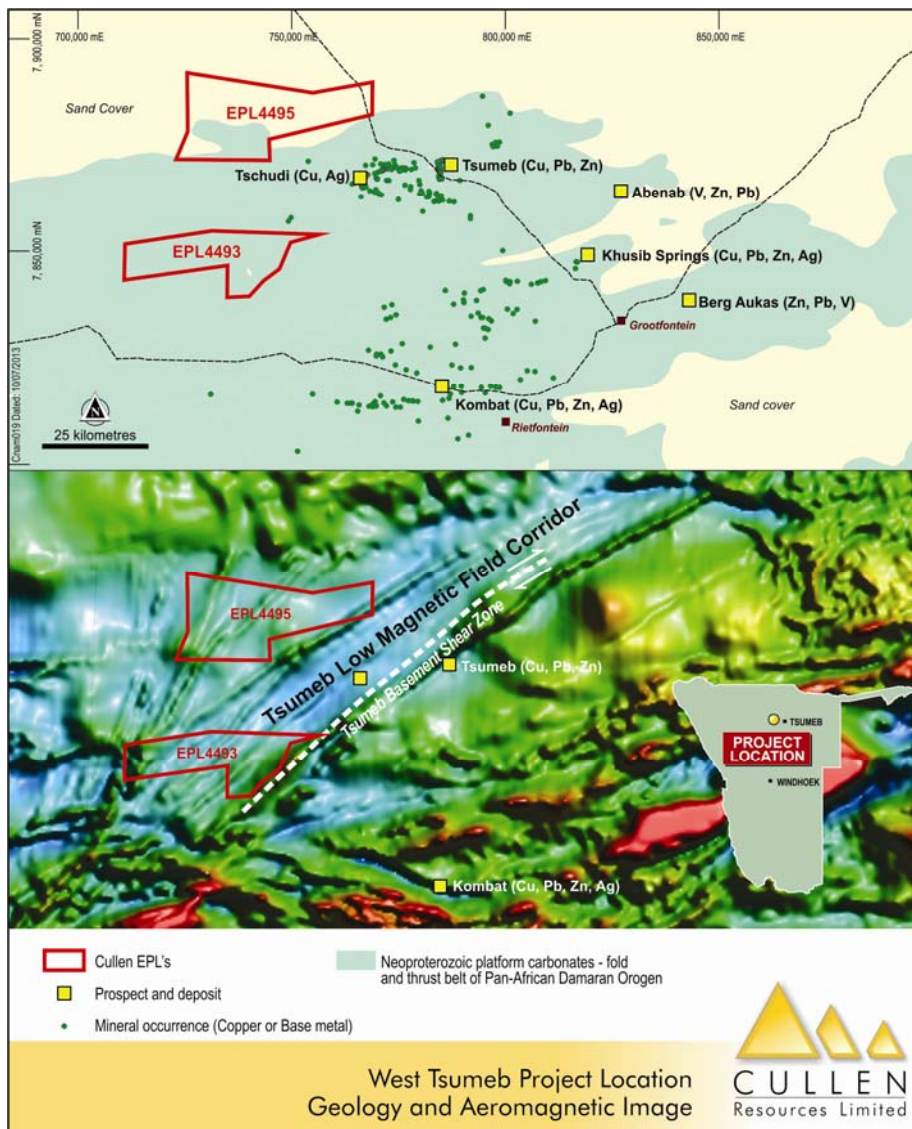 700,000 mE
750,000 mE
800,000 mE
850,000 mE
7, 900,000 mN
7, 850,000 mN
Sand Cover
EPL4495
Tschudi (Cu, Ag)
Tsumeb (Cu, Pb, Zn)
Abenab (V, Zn, Pb)
EPL4493
Khusib Springs (Cu, Pb, Zn, Ag)
Berg Aukas (Zn, Pb, V)
Grootfontein
Kombat (Cu, Pb, Zn, Ag)
Rietfontein
Sand cover
Cnam019 Dated: 10/07/2013
N
25 kilometres
EPL4495
Tsumeb Low Magnetic Field Corridor
Tsumeb Basement Shear Zone
Tsumeb (Cu, Pb, Zn)
EPL4493
Kombat (Cu, Pb, Zn, Ag)
TSUMEB
PROJECT
LOCATION
WINDHOEK
Cullen EPL's
Prospect and deposit
Mineral occurrence (Copper or Base metal)
Neoproterozoic platform carbonates - fold
and thrust belt of Pan-African Damaran Orogen
West Tsumeb Project Location
Geology and Aeromagnetic Image
CULLEN
Resources Limited